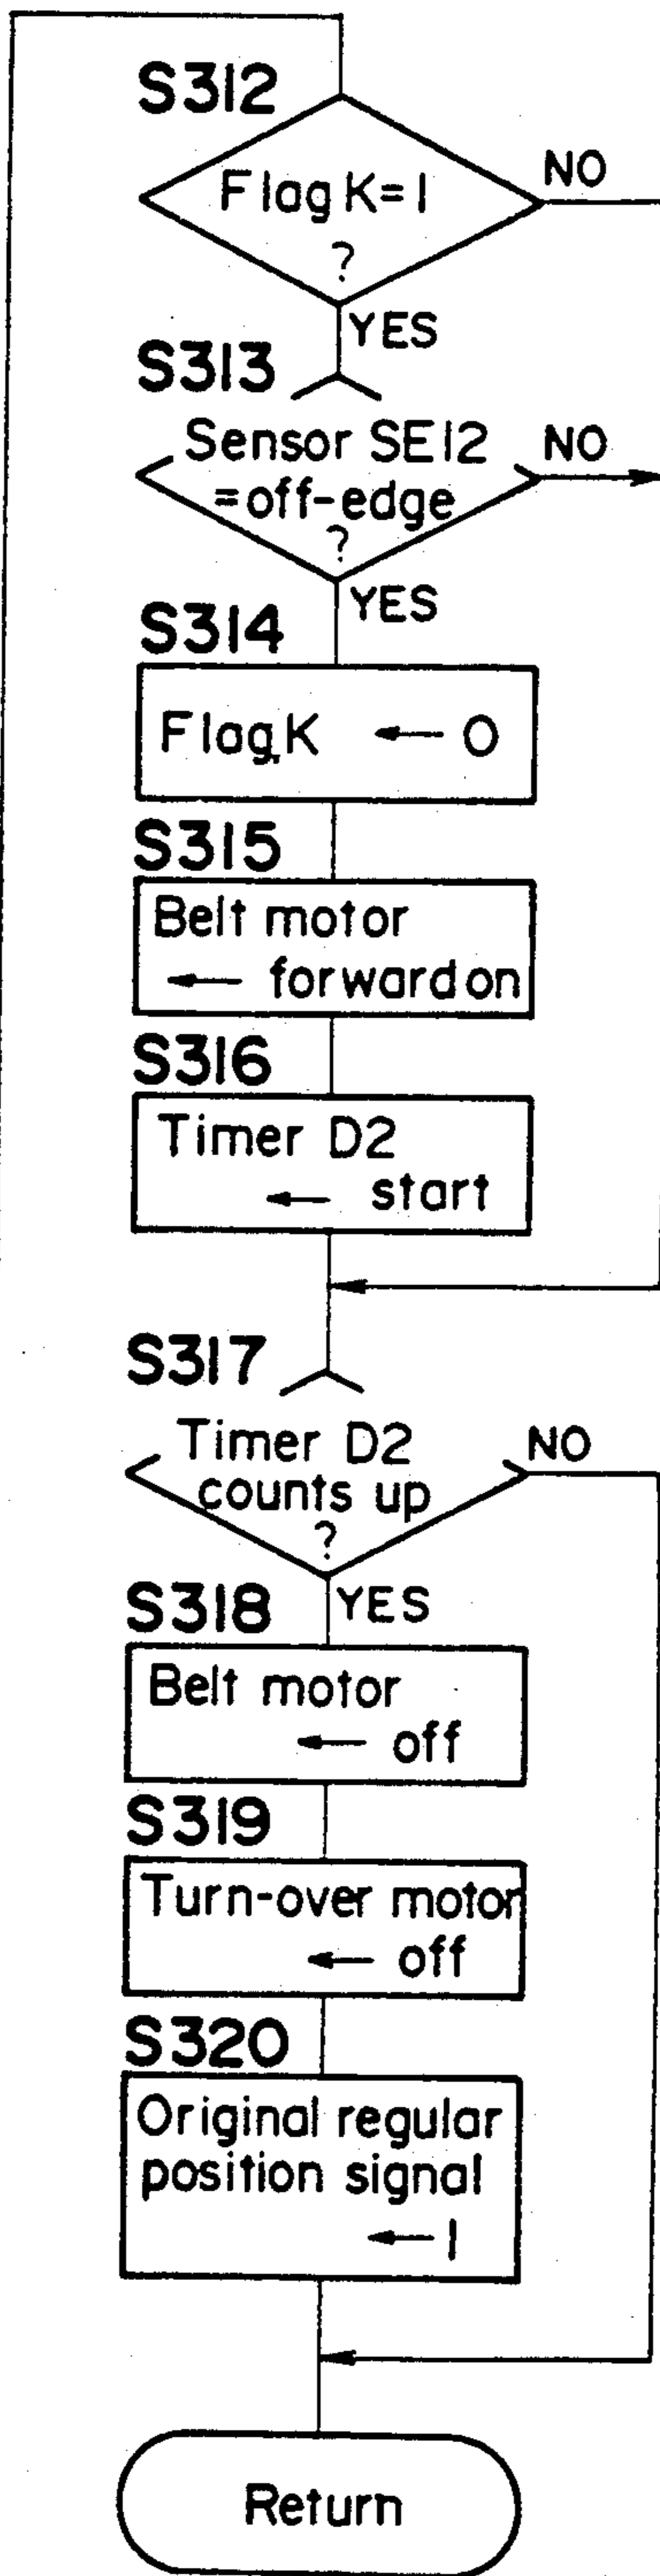 S312
Flag K=1
?
NO
YES
S313
Sensor SE12
=off-edge
?
NO
YES
S314
Flag K ← 0
S315
Belt motor
← forward on
S316
Timer D2
← start
S317
Timer D2
counts up
?
NO
YES
S318
Belt motor
← off
S319
Turn-over motor
← off
S320
Original regular
position signal
← 1
Return